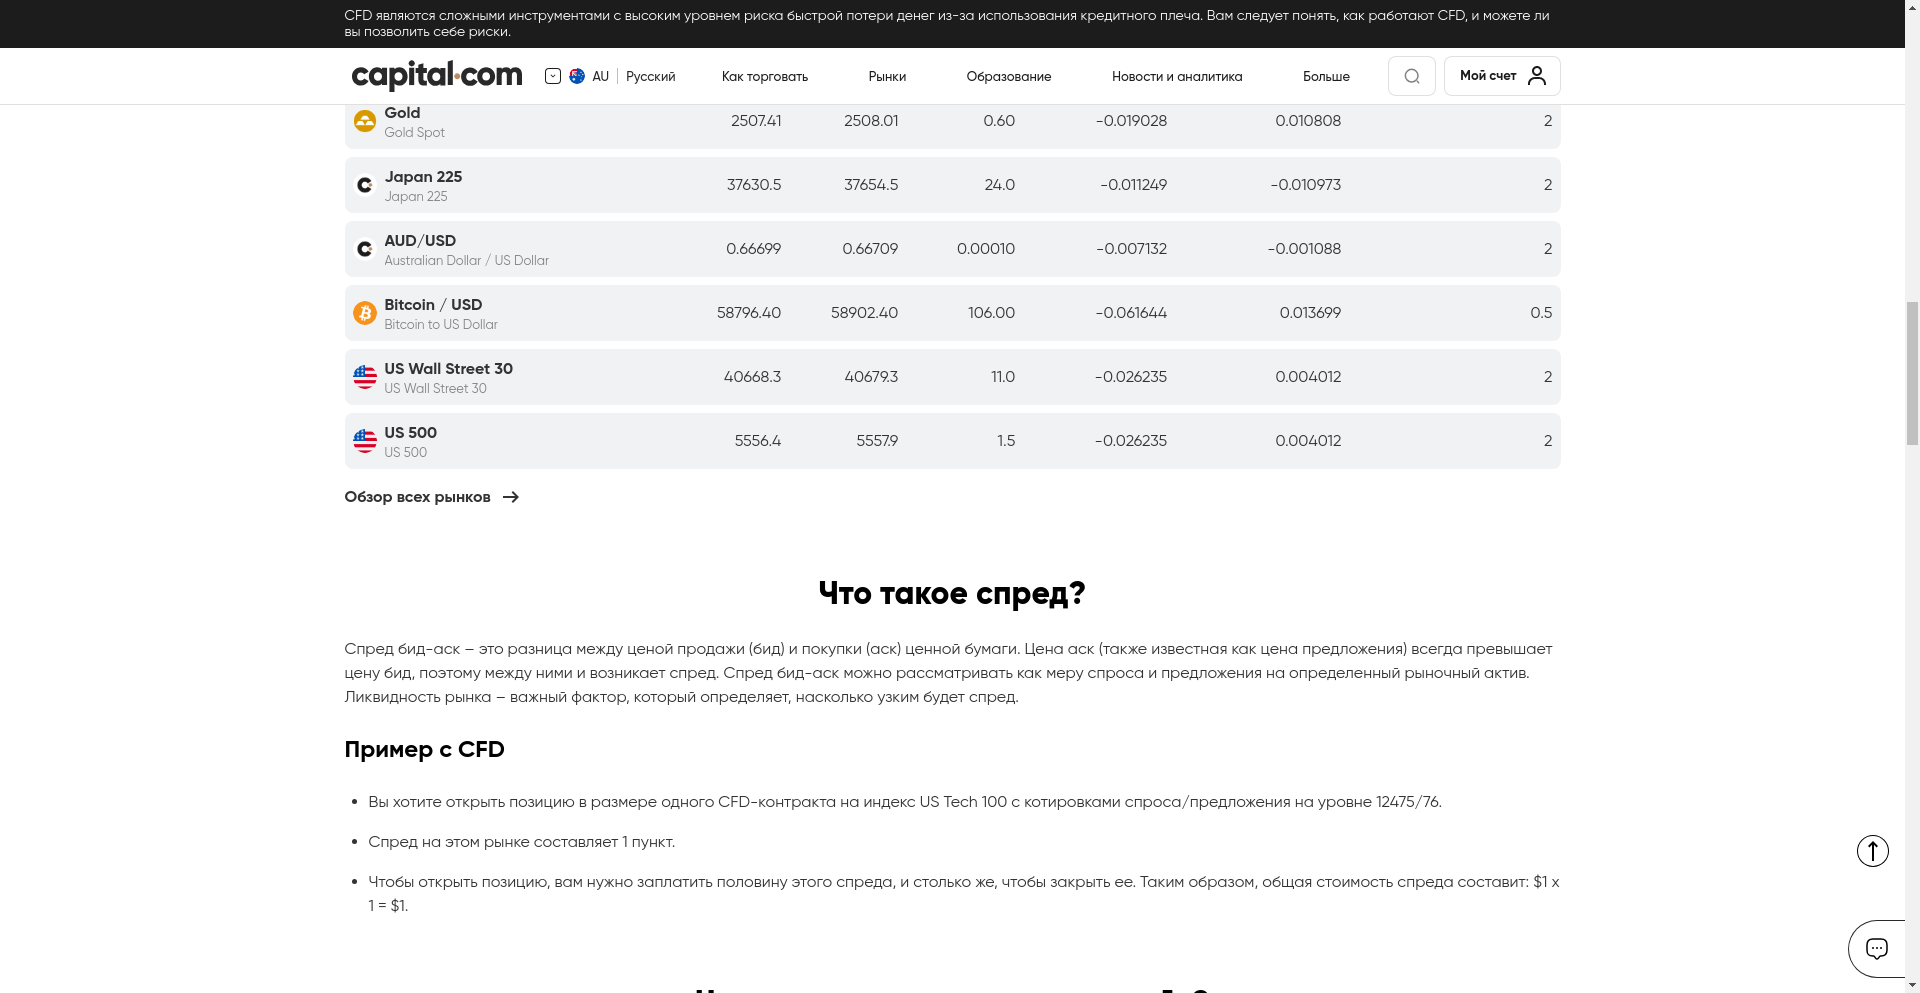 CFD являются сложными инструментами с высоким уровнем риска быстрой потери денег из-за использования кредитного плеча. Вам следует понять, как работают CFD, и можете ли
вы позволить себе риски.
capital.com AU Русский Как торговать Рынки Образование Новости и аналитика Больше Мой счет
Gold
Gold Spot
2507.41 2508.01 0.60 -0.019028 0.010808 2
Japan 225
Japan 225
37630.5 37654.5 24.0 -0.011249 -0.010973 2
AUD/USD
Australian Dollar / US Dollar
0.66699 0.66709 0.00010 -0.007132 -0.001088 2
Bitcoin / USD
Bitcoin to US Dollar
58796.40 58902.40 106.00 -0.061644 0.013699 0.5
US Wall Street 30
US Wall Street 30
40668.3 40679.3 11.0 -0.026235 0.004012 2
US 500
US 500
5556.4 5557.9 1.5 -0.026235 0.004012 2
Обзор всех рынков
Что такое спред?
Спред бид-аск – это разница между ценой продажи (бид) и покупки (аск) ценной бумаги. Цена аск (также известная как цена предложения) всегда превышает
цену бид, поэтому между ними и возникает спред. Спред бид-аск можно рассматривать как меру спроса и предложения на определенный рыночный актив.
Ликвидность рынка – важный фактор, который определяет, насколько узким будет спред.
Пример с CFD
Вы хотите открыть позицию в размере одного CFD-контракта на индекс US Tech 100 с котировками спроса/предложения на уровне 12475/76.
Спред на этом рынке составляет 1 пункт.
Чтобы открыть позицию, вам нужно заплатить половину этого спреда, и столько же, чтобы закрыть ее. Таким образом, общая стоимость спреда составит: $1 x
1 = $1.